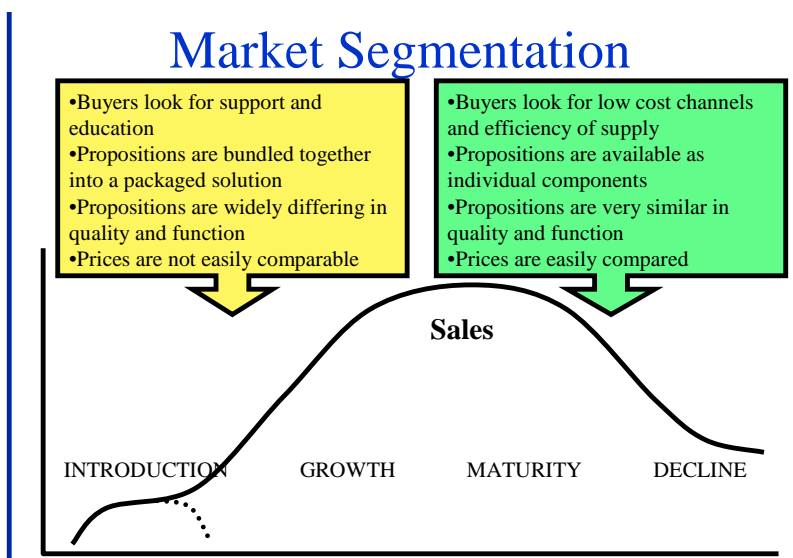 Market Segmentation
•Buyers look for support and
education
•Propositions are bundled together
into a packaged solution
•Propositions are widely differing in
quality and function
•Prices are not easily comparable
•Buyers look for low cost channels
and efficiency of supply
•Propositions are available as
individual components
•Propositions are very similar in
quality and function
•Prices are easily compared
Sales
INTRODUCTION GROWTH MATURITY DECLINE